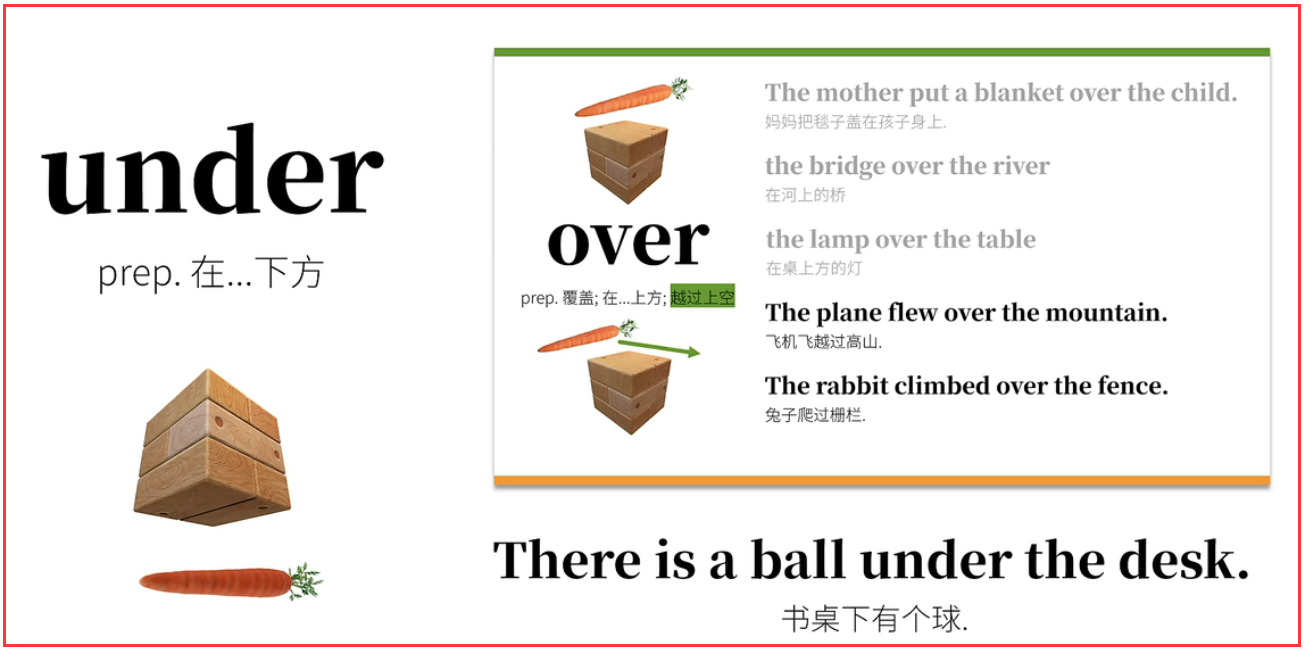 under
prep. 在...下方
over
prep. 覆盖; 在...上方; 越过上空
The mother put a blanket over the child.
妈妈把毯子盖在孩子身上.
the bridge over the river
在河上的桥
the lamp over the table
在桌上方的灯
The plane flew over the mountain.
飞机飞越过高山.
The rabbit climbed over the fence.
兔子爬过栅栏.
There is a ball under the desk.
书桌下有个球.